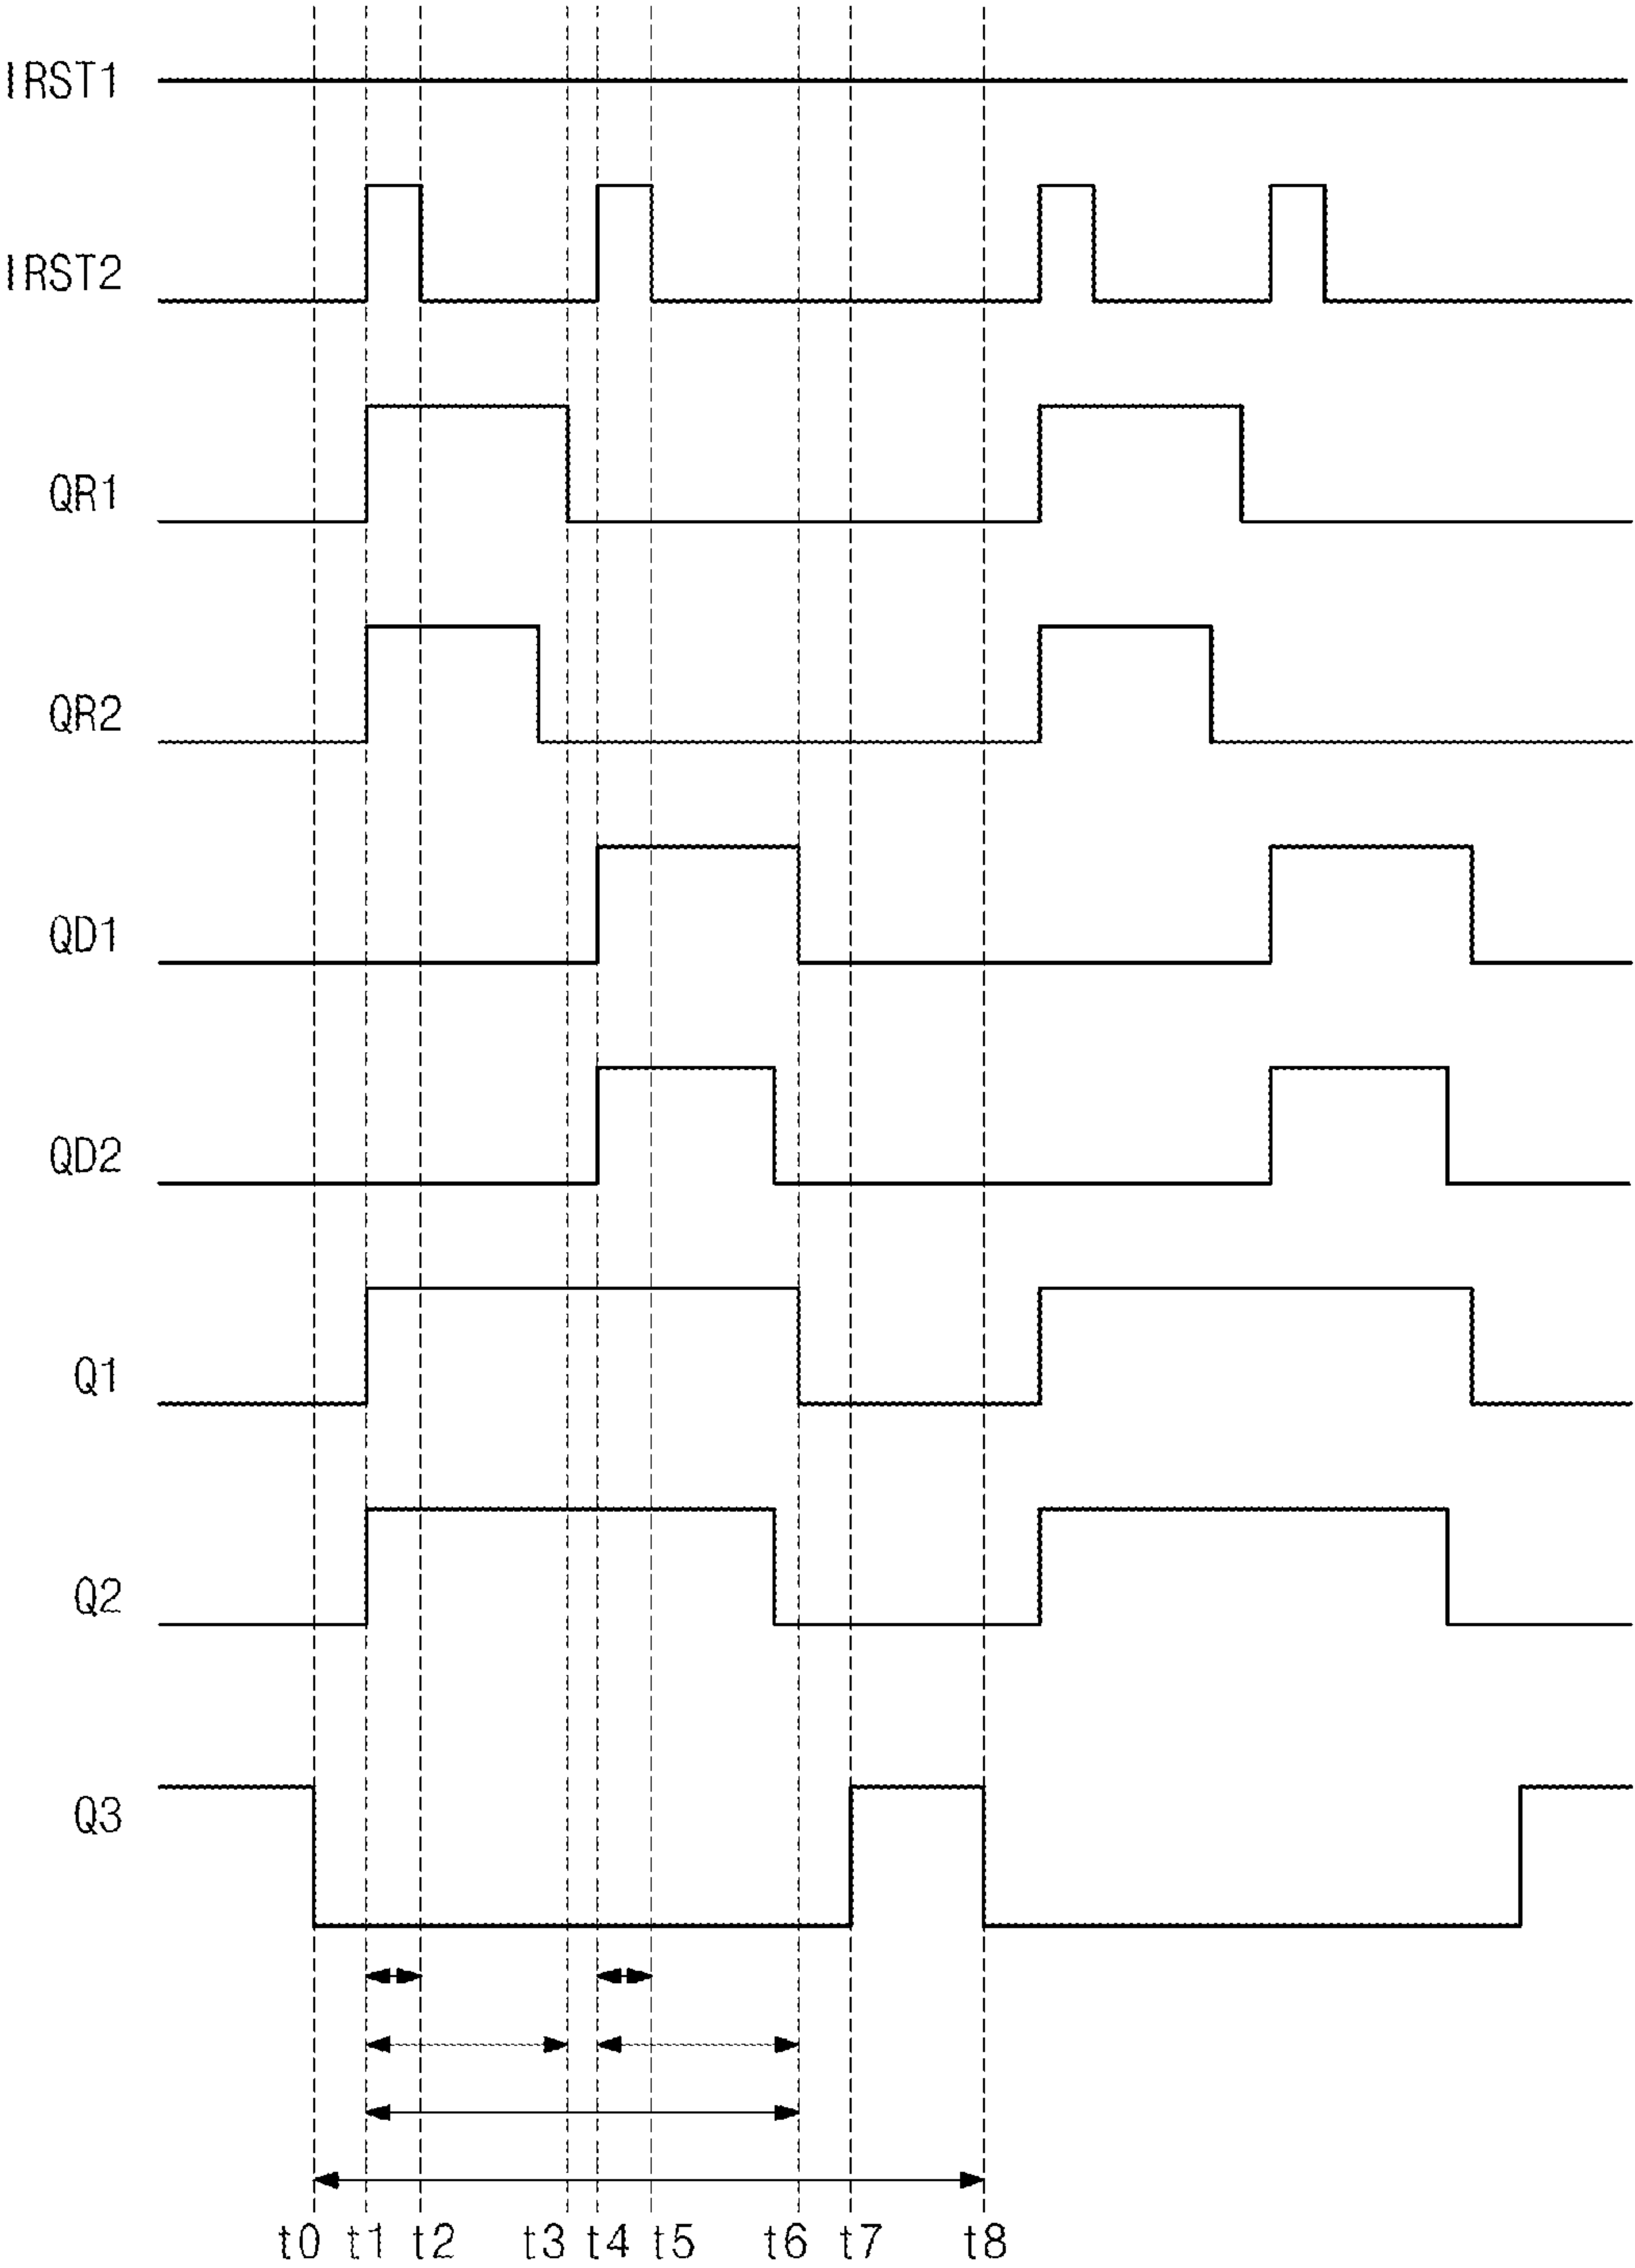 IRST1
IRST2
QR1
QR2
QD1
QD2
Q1
Q2
Q3
t0 t1 t2 t3 t4 t5 t6 t7 t8